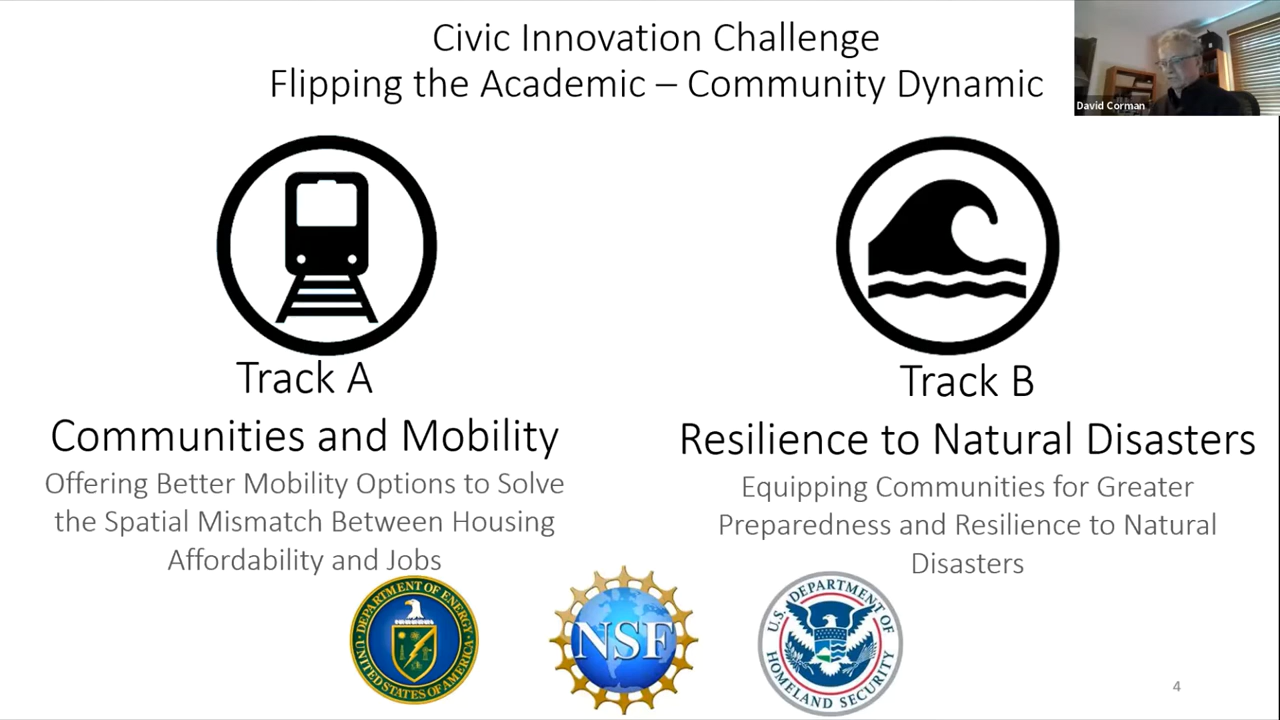 Civic Innovation Challenge
Flipping the Academic – Community Dynamic
David Corman
Track A
Communities and Mobility
Offering Better Mobility Options to Solve
the Spatial Mismatch Between Housing
Affordability and Jobs
Track B
Resilience to Natural Disasters
Equipping Communities for Greater
Preparedness and Resilience to Natural
Disasters
DEPARTMENT OF ENERGY
UNITED STATES OF AMERICA
NSF
U.S. DEPARTMENT OF
HOMELAND SECURITY
4